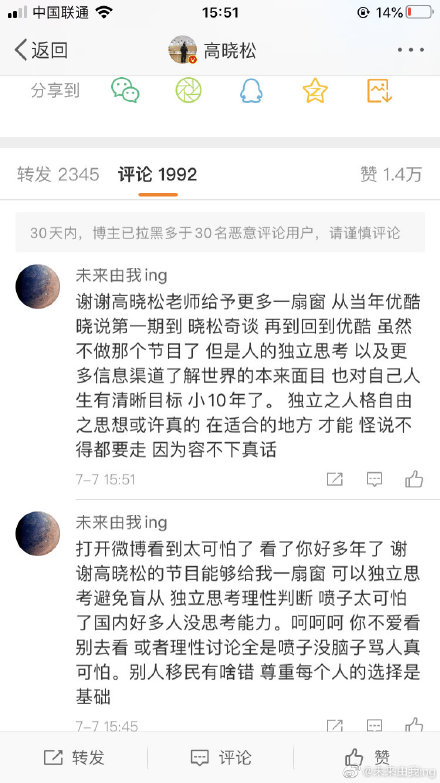 中国联通
15:51
14%
返回
高晓松
分享到
转发 2345
评论 1992
赞 1.4万
30天内，博主已拉黑多于30名恶意评论用户，请谨慎评论
未来由我ing
谢谢高晓松老师给予更多一扇窗 从当年优酷
晓说第一期到 晓松奇谈 再到回到优酷 虽然
不做那个节目了 但是人的独立思考 以及更
多信息渠道了解世界的本来面目 也对自己人
生有清晰目标 小10年了。 独立之人格自由
之思想或许真的 在适合的地方 才能 怪说不
得都要走 因为容不下真话
7-7 15:51
未来由我ing
打开微博看到太可怕了 看了你好多年了 谢
谢高晓松的节目能够给我一扇窗 可以独立思
考避免盲从 独立思考理性判断 喷子太可怕
了国内好多人没思考能力。呵呵呵 你不爱看
别去看 或者理性讨论全是喷子没脑子骂人真
可怕。别人移民有啥错 尊重每个人的选择是
基础
7-7 15:45
转发
评论
赞
@未来由我ing